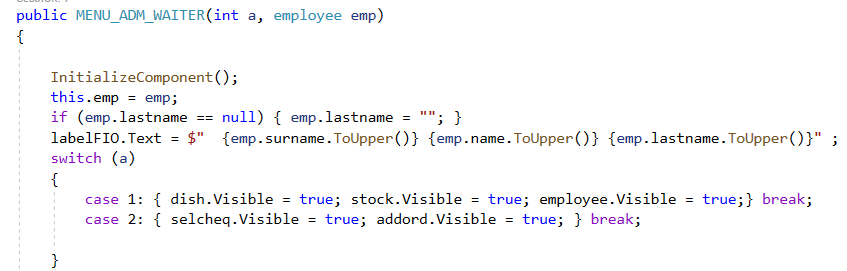 public MENU_ADM_WAITER(int a, employee emp)
{
InitializeComponent();
this.emp = emp;
if (emp.lastname == null) { emp.lastname = ""; }
labelFIO.Text = $"  {emp.surname.ToUpper()} {emp.name.ToUpper()} {emp.lastname.ToUpper()}" ;
switch (a)
{
case 1: { dish.Visible = true; stock.Visible = true; employee.Visible = true;} break;
case 2: { selcheq.Visible = true; addord.Visible = true; } break;
}